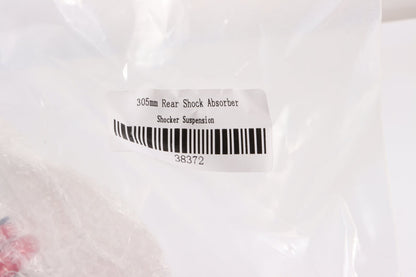 305mm Rear Shock Absorber
Shocker Suspension
38372